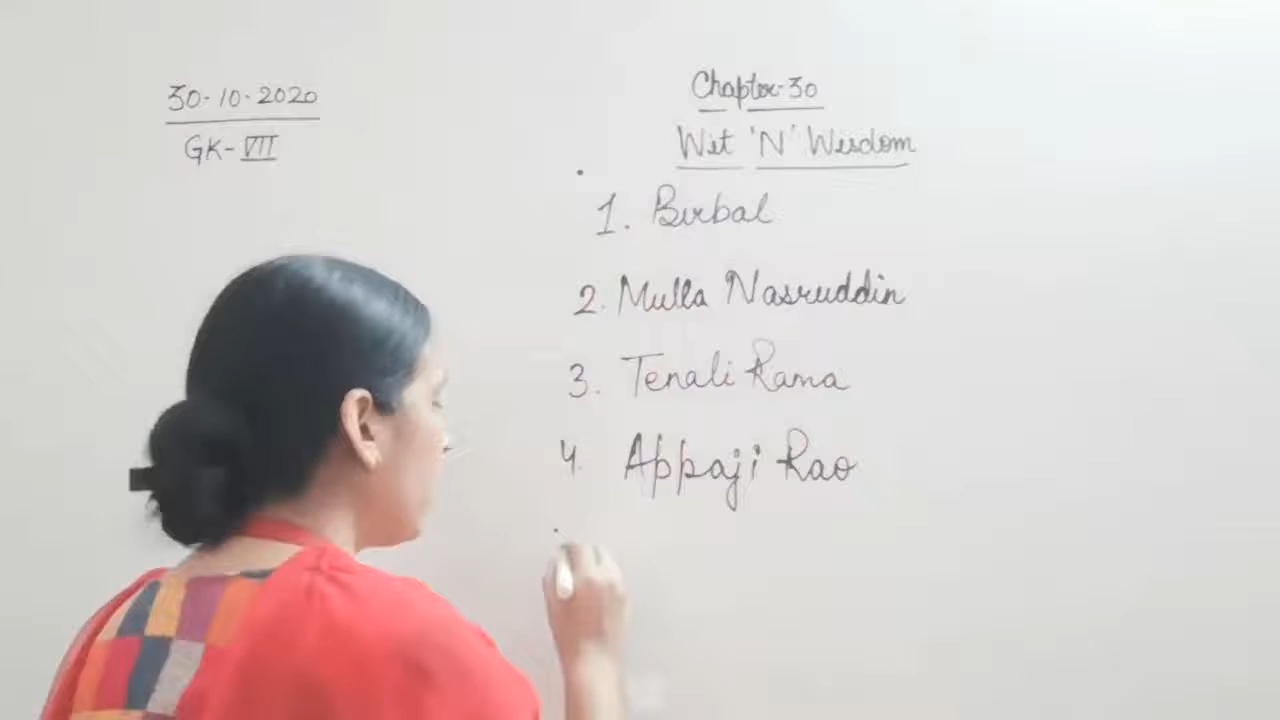 30-10-2020
GK-VII
Chapter-30
Wit 'N' Wisdom
1. Birbal
2. Mulla Nasruddin
3. Tenali Rama
4. Appaji Rao